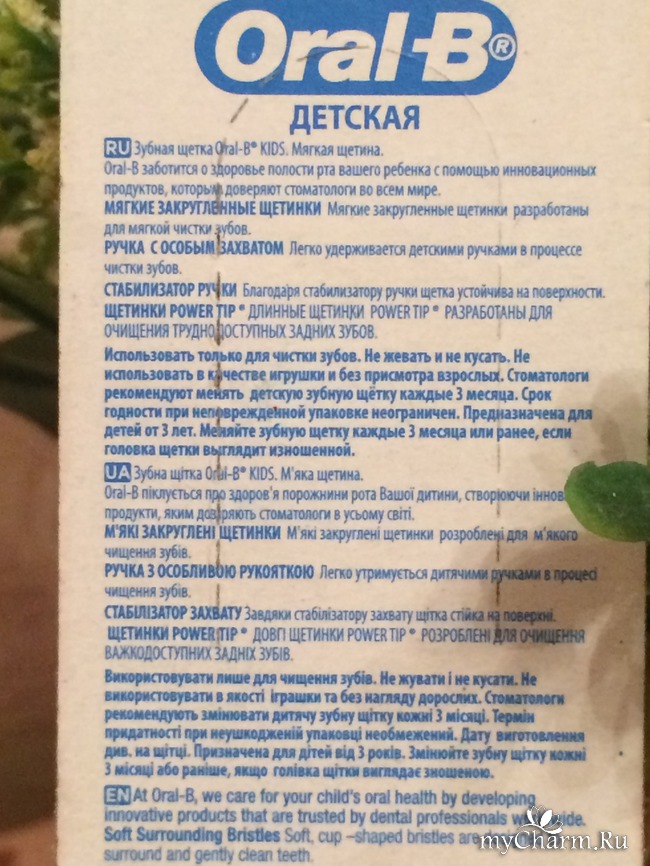 Oral-B®
ДЕТСКАЯ
RU Зубная щетка Oral-B® KIDS. Мягкая щетина.
Oral-B заботится о здоровье полости рта вашего ребенка с помощью инновационных
продуктов, которым доверяют стоматологи во всем мире.
МЯГКИЕ ЗАКРУГЛЕННЫЕ ЩЕТИНКИ Мягкие закругленные щетинки разработаны
для мягкой чистки зубов.
РУЧКА С ОСОБЫМ ЗАХВАТОМ Легко удерживается детскими ручками в процессе
чистки зубов.
СТАБИЛИЗАТОР РУЧКИ Благодаря стабилизатору ручки щетка устойчива на поверхности.
ЩЕТИНКИ POWER TIP ® ДЛИННЫЕ ЩЕТИНКИ POWER TIP ® РАЗРАБОТАНЫ ДЛЯ
ОЧИЩЕНИЯ ТРУДНОДОСТУПНЫХ ЗАДНИХ ЗУБОВ.
Использовать только для чистки зубов. Не жевать и не кусать. Не
использовать в качестве игрушки и без присмотра взрослых. Стоматологи
рекомендуют менять детскую зубную щётку каждые 3 месяца. Срок
годности при неповрежденной упаковке неограничен. Предназначена для
детей от 3 лет. Меняйте зубную щетку каждые 3 месяца или ранее, если
головка щетки выглядит изношенной.
UA Зубна щітка Oral-B® KIDS. М'яка щетина.
Oral-B піклується про здоров'я порожнини рота Вашої дитини, створюючи
продукти, яким довіряють стоматологи в усьому світі.
М'ЯКІ ЗАКРУГЛЕНІ ЩЕТИНКИ М'які закруглені щетинки розроблені для м'якого
чищення зубів.
РУЧКА З ОСОБЛИВОЮ РУКОЯТКОЮ Легко утримується дитячими ручками в процесі
чищення зубів.
СТАБІЛІЗАТОР ЗАХВАТУ Завдяки стабілізатору захвату щітка стійка на поверхні.
ЩЕТИНКИ POWER TIP ® ДОВГІ ЩЕТИНКИ POWER TIP ® РОЗРОБЛЕНІ ДЛЯ ОЧИЩЕННЯ
ВАЖКОДОСТУПНИХ ЗАДНІХ ЗУБІВ.
Використовувати лише для чищення зубів. Не жувати і не кусати. Не
використовувати в якості іграшки та без нагляду дорослих. Стоматологи
рекомендують змінювати дитячу зубну щітку кожні 3 місяці. Термін
придатності при неушкодженій упаковці необмежений. Дату виготовлення
див. на щітці. Призначена для дітей від 3 років. Змінюйте зубну щітку кожні
3 місяці або раніше, якщо голівка щітки виглядає зношеною.
EN At Oral-B, we care for your child's oral health by developing
innovative products that are trusted by dental professionals
Soft Surrounding Bristles Soft, cup –shaped bristles are
surround and gently clean teeth.
myCharm.Ru